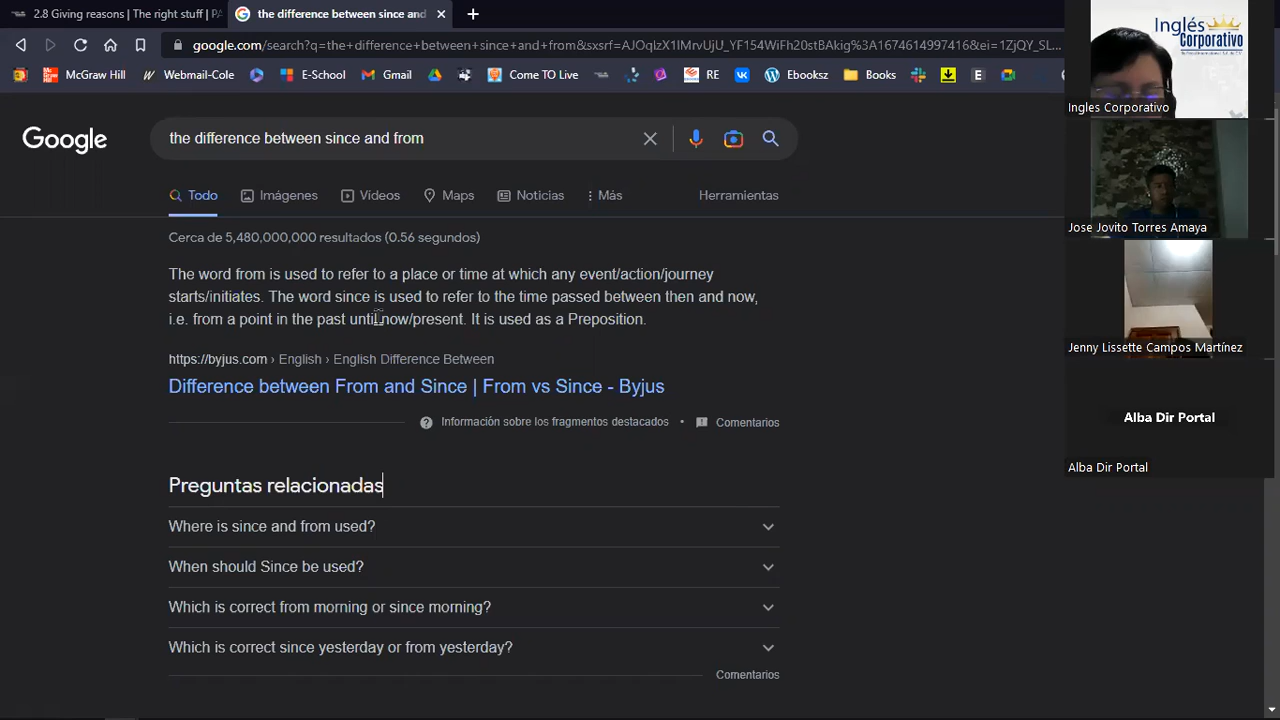 2.8 Giving reasons | The right stuff | PA
the difference between since and
google.com/search?q=the+difference+between+since+and+from&sxsrf=AJOqlzX1IMrvUjU_YF154WiFh20stBAkig%3A1674614997416&ei=1ZjQY_SL...
McGraw Hill
Webmail-Cole
E-School
Gmail
Come TO Live
RE
Ebooksz
Books
E
Google
the difference between since and from
Todo
Imágenes
Vídeos
Maps
Noticias
Más
Herramientas
Cerca de 5,480,000,000 resultados (0.56 segundos)
The word from is used to refer to a place or time at which any event/action/journey
starts/initiates. The word since is used to refer to the time passed between then and now,
i.e. from a point in the past until now/present. It is used as a Preposition.
https://byjus.com › English › English Difference Between
Difference between From and Since | From vs Since - Byjus
Información sobre los fragmentos destacados
•
Comentarios
Preguntas relacionadas
Where is since and from used?
When should Since be used?
Which is correct from morning or since morning?
Which is correct since yesterday or from yesterday?
Comentarios
Inglés
Corporativo
Ingles Corporativo
Jose Jovito Torres Amaya
Jenny Lissette Campos Martínez
Alba Dir Portal
Alba Dir Portal